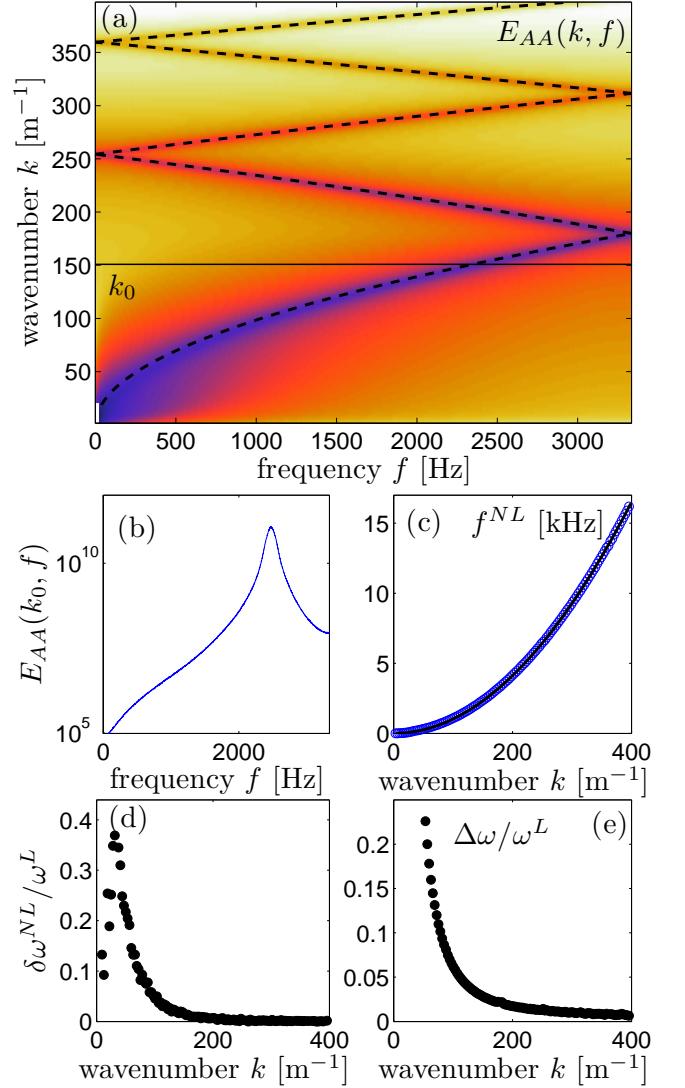 (a)
E_{AA}(k, f)
wavenumber k [m^{−1}]
350
300
250
200
150
100
50
k_0
0 500 1000 1500 2000 2500 3000
frequency f [Hz]
(b)
E_{AA}(k_0, f)
10^{10}
10^5
2000
frequency f [Hz]
(c) f^{NL} [kHz]
15
10
5
0
0 200 400
wavenumber k [m^{−1}]
(d)
δω^{NL}/ω^L
0.4
0.3
0.2
0.1
0
0 200 400
wavenumber k [m^{−1}]
Δω/ω^L (e)
0.2
0.15
0.1
0.05
0
0 200 400
wavenumber k [m^{−1}]